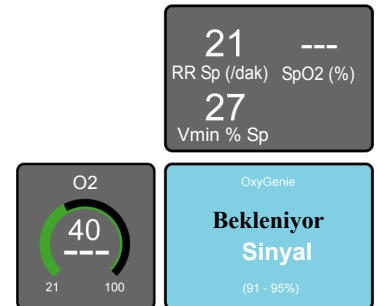 21 ---
RR Sp (/dak) SpO2 (%)
27
Vmin % Sp
O2
40
---
21 100
OxyGenie
Bekleniyor
Sinyal
(91 - 95%)